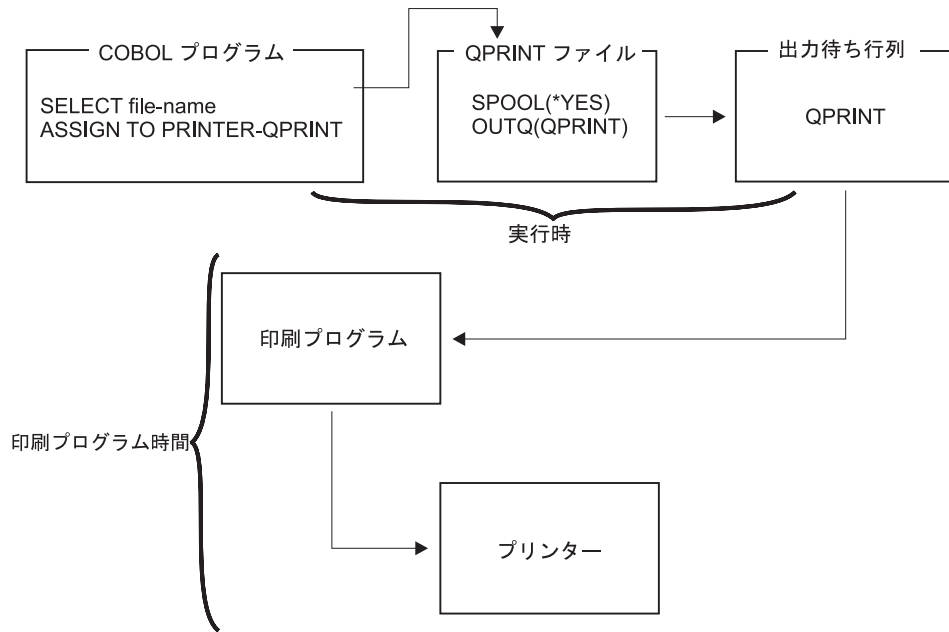 COBOL プログラム
SELECT file-name
ASSIGN TO PRINTER-QPRINT
QPRINT ファイル
SPOOL(*YES)
OUTQ(QPRINT)
出力待ち行列
QPRINT
実行時
印刷プログラム
印刷プログラム時間
プリンター